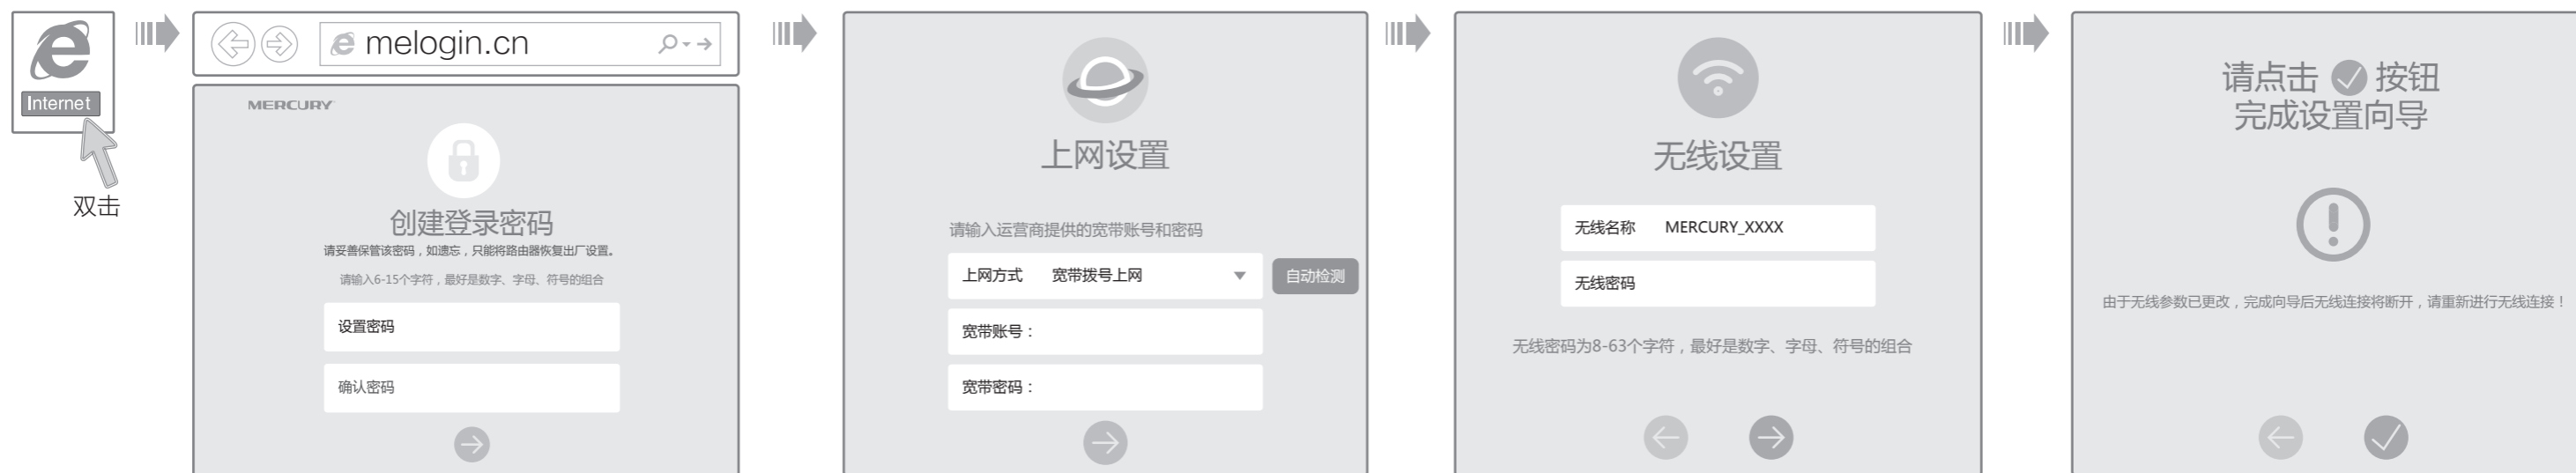 Internet
双击
melogin.cn
MERCURY
创建登录密码
请妥善保管该密码，如遗忘，只能将路由器恢复出厂设置。
请输入6-15个字符，最好是数字、字母、符号的组合
设置密码
确认密码
上网设置
请输入运营商提供的宽带账号和密码
上网方式 宽带拨号上网
自动检测
宽带账号：
宽带密码：
无线设置
无线名称 MERCURY_XXXX
无线密码
无线密码为8-63个字符，最好是数字、字母、符号的组合
请点击 按钮
完成设置向导
由于无线参数已更改，完成向导后无线连接将断开，请重新进行无线连接！